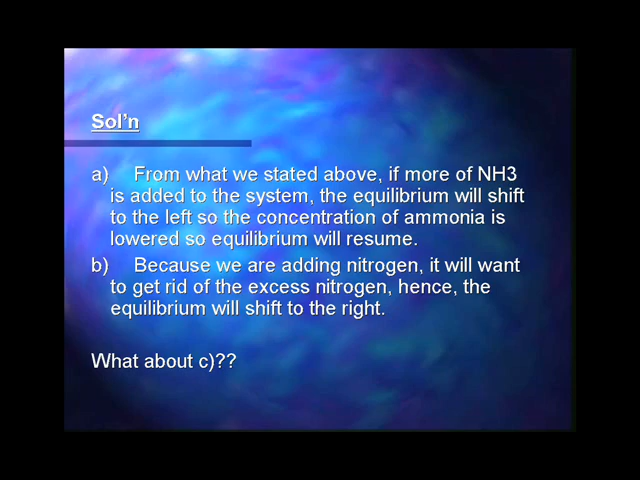 Sol'n
a) From what we stated above, if more of NH3
is added to the system, the equilibrium will shift
to the left so the concentration of ammonia is
lowered so equilibrium will resume.
b) Because we are adding nitrogen, it will want
to get rid of the excess nitrogen, hence, the
equilibrium will shift to the right.
What about c)??